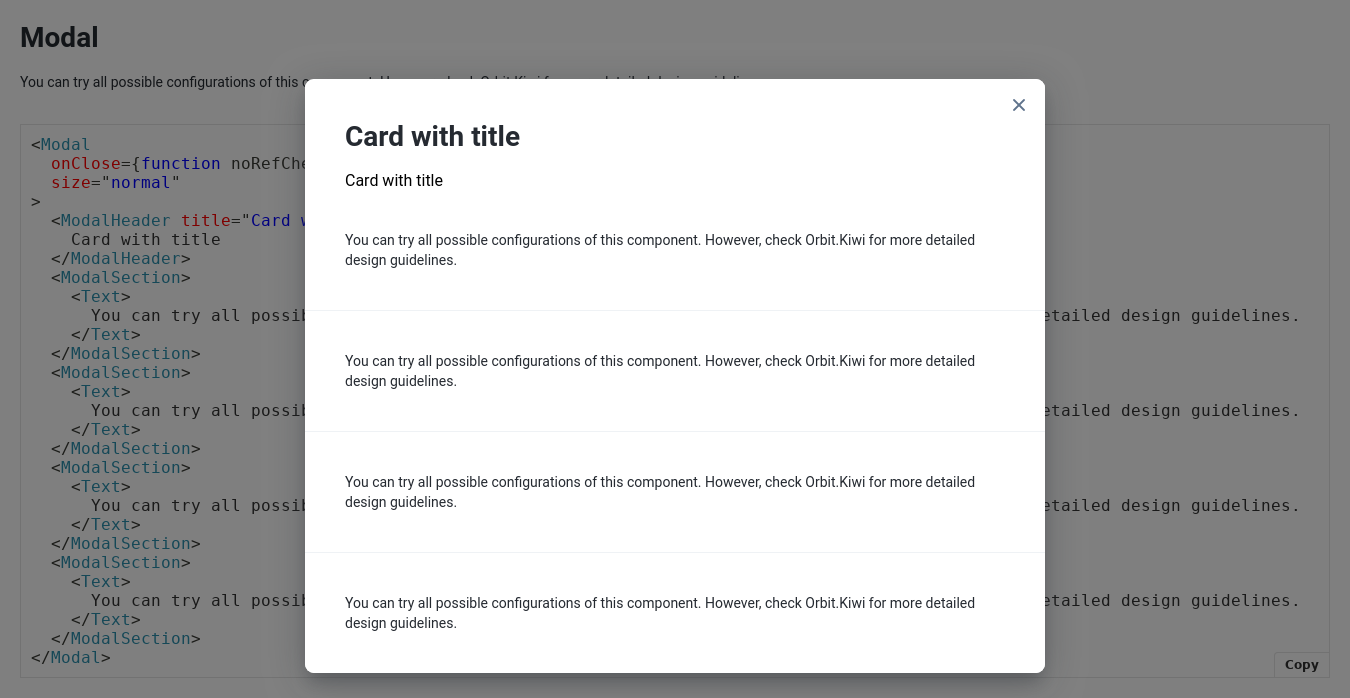 Modal
You can try all possible configurations of this
<Modal
onClose={function noRefChe
size="normal"
>
<ModalHeader title="Card w
Card with title
</ModalHeader>
<ModalSection>
<Text>
You can try all possib
etailed design guidelines.
</Text>
</ModalSection>
<ModalSection>
<Text>
You can try all possib
etailed design guidelines.
</Text>
</ModalSection>
<ModalSection>
<Text>
You can try all possib
etailed design guidelines.
</Text>
</ModalSection>
<ModalSection>
<Text>
You can try all possib
etailed design guidelines.
</Text>
</ModalSection>
</Modal>
Copy
Card with title
Card with title
You can try all possible configurations of this component. However, check Orbit.Kiwi for more detailed
design guidelines.
You can try all possible configurations of this component. However, check Orbit.Kiwi for more detailed
design guidelines.
You can try all possible configurations of this component. However, check Orbit.Kiwi for more detailed
design guidelines.
You can try all possible configurations of this component. However, check Orbit.Kiwi for more detailed
design guidelines.